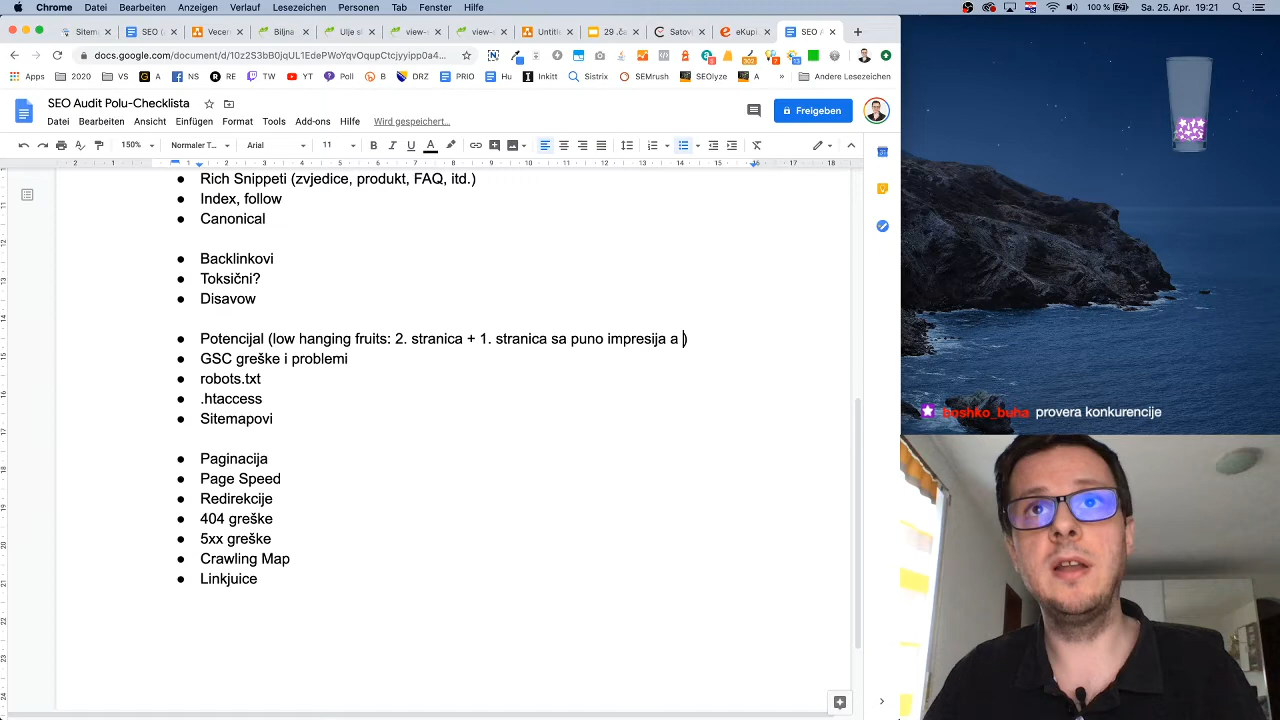 Chrome Datei Bearbeiten Anzeigen Verlauf Lesezeichen Personen Tab Fenster Hilfe
100 % Sa. 25. Apr. 19:21
docs.google.com/document/d/10z2S3bB0jqUL1EdePWoYqvOqupCtcjyyipp0a4...
Apps 2020 VS A NS RE TW YT Poll B DRZ PRIO Hu Inkitt Sistrix SEMrush SEOlyze A » Andere Lesezeichen
SEO Audit Polu-Checklista
Freigeben
Datei Bearbeiten Ansicht Einfügen Format Tools Add-ons Hilfe Wird gespeichert...
150% Normaler T... Arial 11
Rich Snippeti (zvjedice, produkt, FAQ, itd.)
Index, follow
Canonical
Backlinkovi
Toksični?
Disavow
Potencijal (low hanging fruits: 2. stranica + 1. stranica sa puno impresija a )
GSC greške i problemi
robots.txt
.htaccess
Sitemapovi
Paginacija
Page Speed
Redirekcije
404 greške
5xx greške
Crawling Map
Linkjuice
boshko_buha provera konkurencije